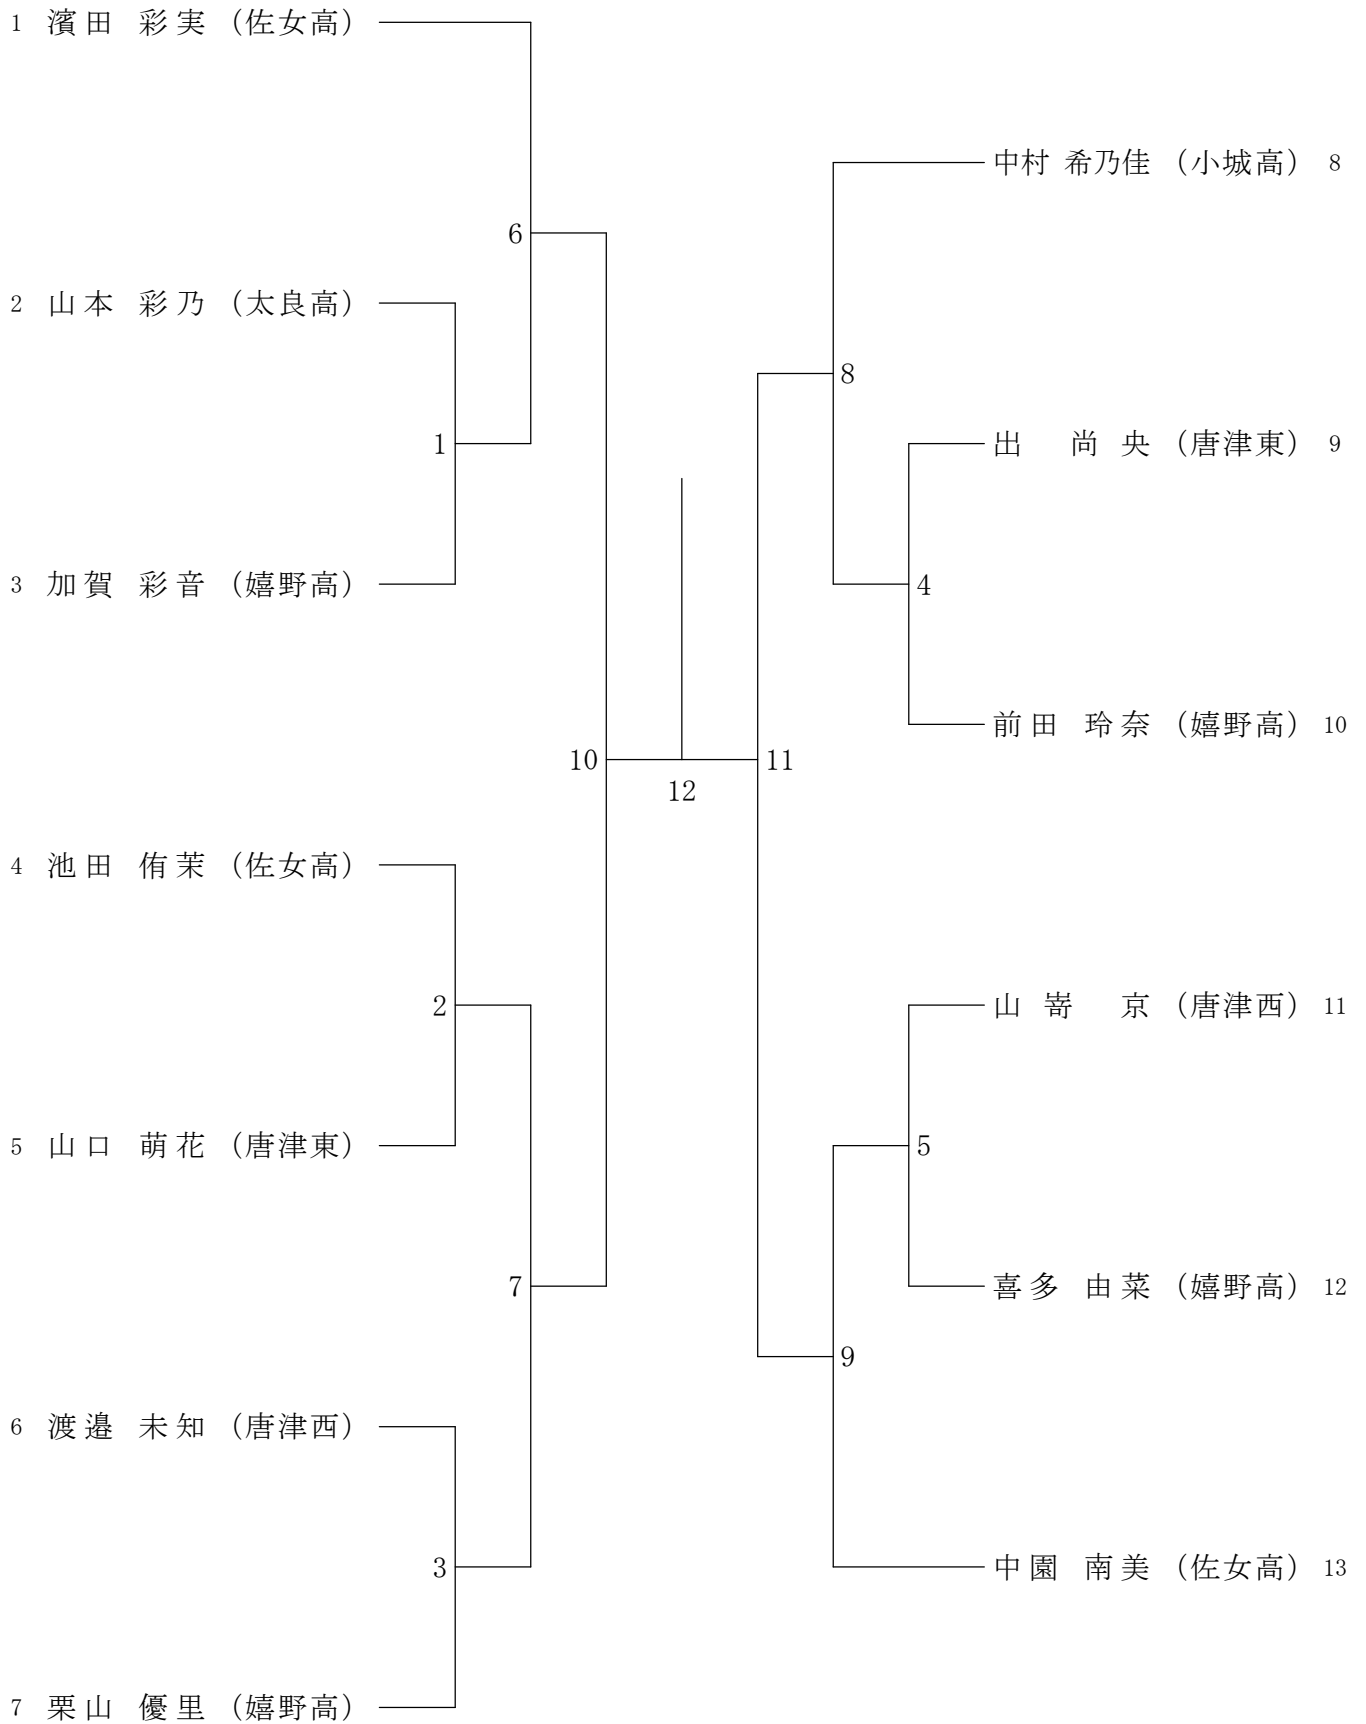 1 濱田 彩実 (佐女高)
2 山本 彩乃 (太良高)
3 加賀 彩音 (嬉野高)
4 池田 侑茉 (佐女高)
5 山口 萌花 (唐津東)
6 渡邉 未知 (唐津西)
7 栗山 優里 (嬉野高)
1
2
3
6
7
10
12
11
8
9
4
5
中村 希乃佳 (小城高) 8
出 尚央 (唐津東) 9
前田 玲奈 (嬉野高) 10
山嵜 京 (唐津西) 11
喜多 由菜 (嬉野高) 12
中園 南美 (佐女高) 13